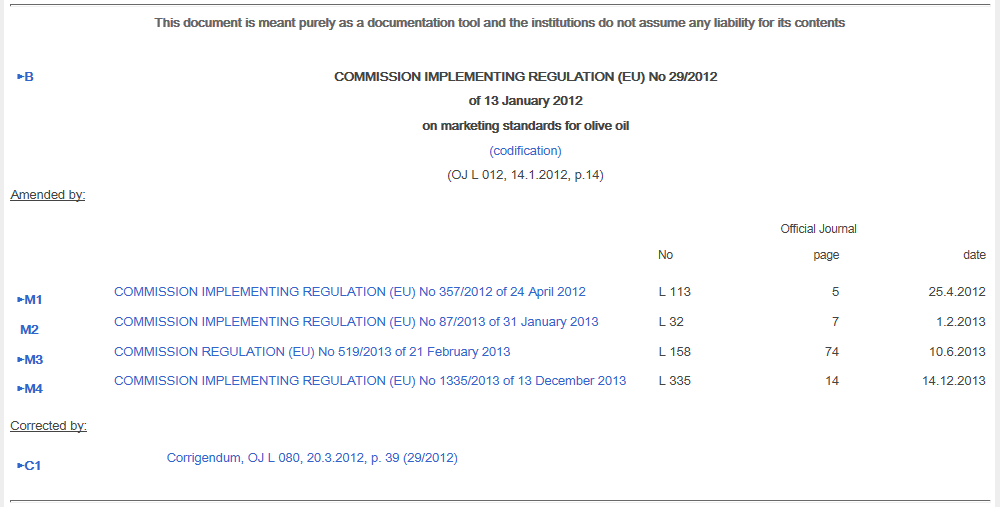 This document is meant purely as a documentation tool and the institutions do not assume any liability for its contents
►B COMMISSION IMPLEMENTING REGULATION (EU) No 29/2012
of 13 January 2012
on marketing standards for olive oil
(codification)
(OJ L 012, 14.1.2012, p.14)
Amended by:
Official Journal
No page date
►M1 COMMISSION IMPLEMENTING REGULATION (EU) No 357/2012 of 24 April 2012 L 113 5 25.4.2012
M2 COMMISSION IMPLEMENTING REGULATION (EU) No 87/2013 of 31 January 2013 L 32 7 1.2.2013
►M3 COMMISSION REGULATION (EU) No 519/2013 of 21 February 2013 L 158 74 10.6.2013
►M4 COMMISSION IMPLEMENTING REGULATION (EU) No 1335/2013 of 13 December 2013 L 335 14 14.12.2013
Corrected by:
►C1 Corrigendum, OJ L 080, 20.3.2012, p. 39 (29/2012)